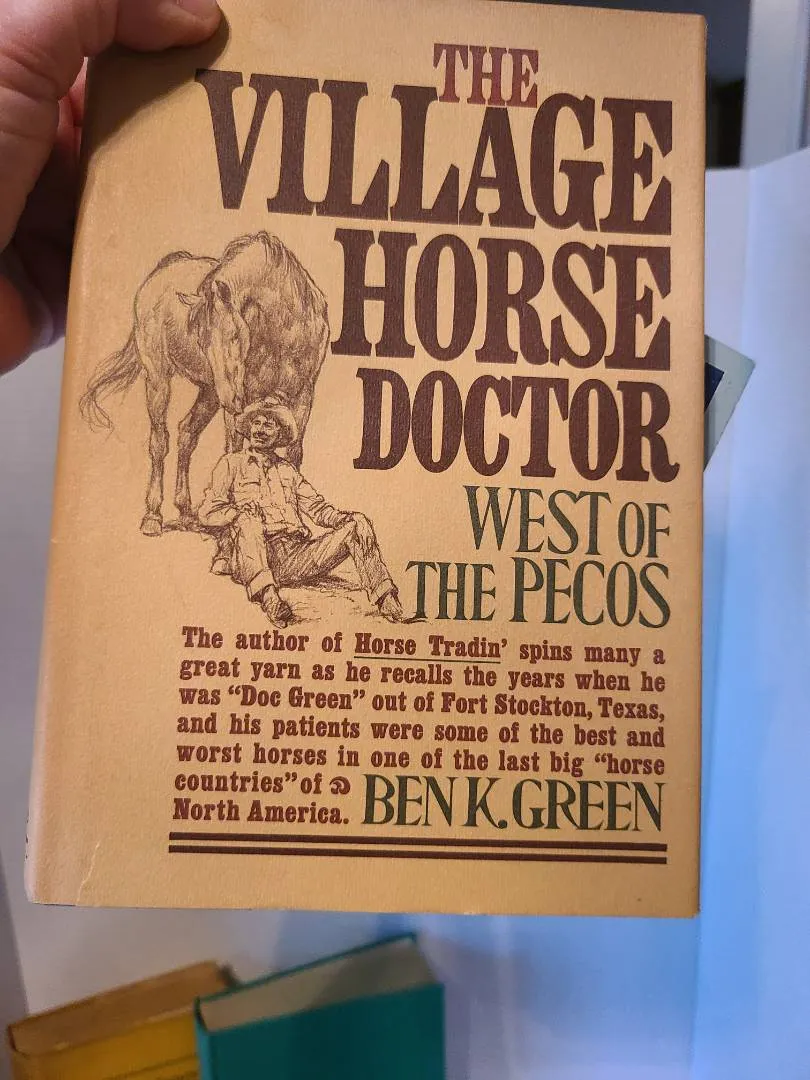 THE
VILLAGE
HORSE
DOCTOR
WEST OF
THE PECOS
The author of Horse Tradin' spins many a
great yarn as he recalls the years when he
was “Doc Green” out of Fort Stockton, Texas,
and his patients were some of the best and
worst horses in one of the last big “horse
countries” of
North America. BEN K. GREEN